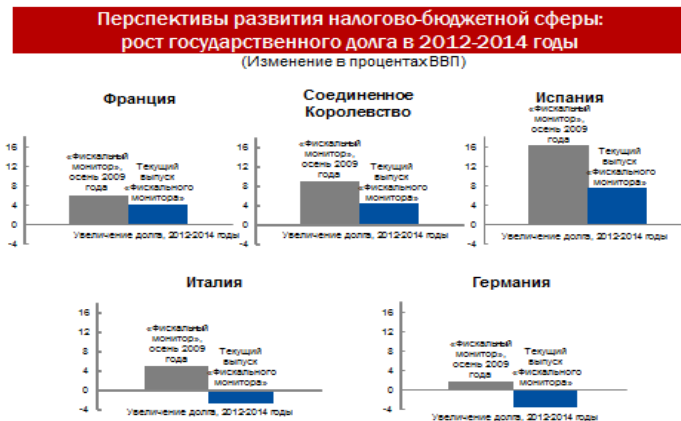 Перспективы развития налогово-бюджетной сферы:
рост государственного долга в 2012-2014 годы
(Изменение в процентах ВВП)
Франция
16
12
8
4
0
-4
«Фискальный
монитор»,
осень 2009
года
Текущий
выпуск
«Фискального
монитора»
Увеличение долга, 2012-2014 годы
Соединенное
Королевство
16
12
8
4
0
-4
«Фискальный
монитор»,
осень 2009
года
Текущий
выпуск
«Фискального
монитора»
Увеличение долга, 2012-2014 годы
Испания
16
12
8
4
0
-4
«Фискальный
монитор»,
осень 2009
года
Текущий
выпуск
«Фискального
монитора»
Увеличение долга, 2012-2014 годы
Италия
16
12
8
4
0
-4
«Фискальный
монитор»,
осень 2009
года
Текущий
выпуск
«Фискального
монитора»
Увеличение долга, 2012-2014 годы
Германия
16
12
8
4
0
-4
«Фискальный
монитор»,
осень 2009
года
Текущий
выпуск
«Фискального
монитора»
Увеличение долга, 2012-2014 годы